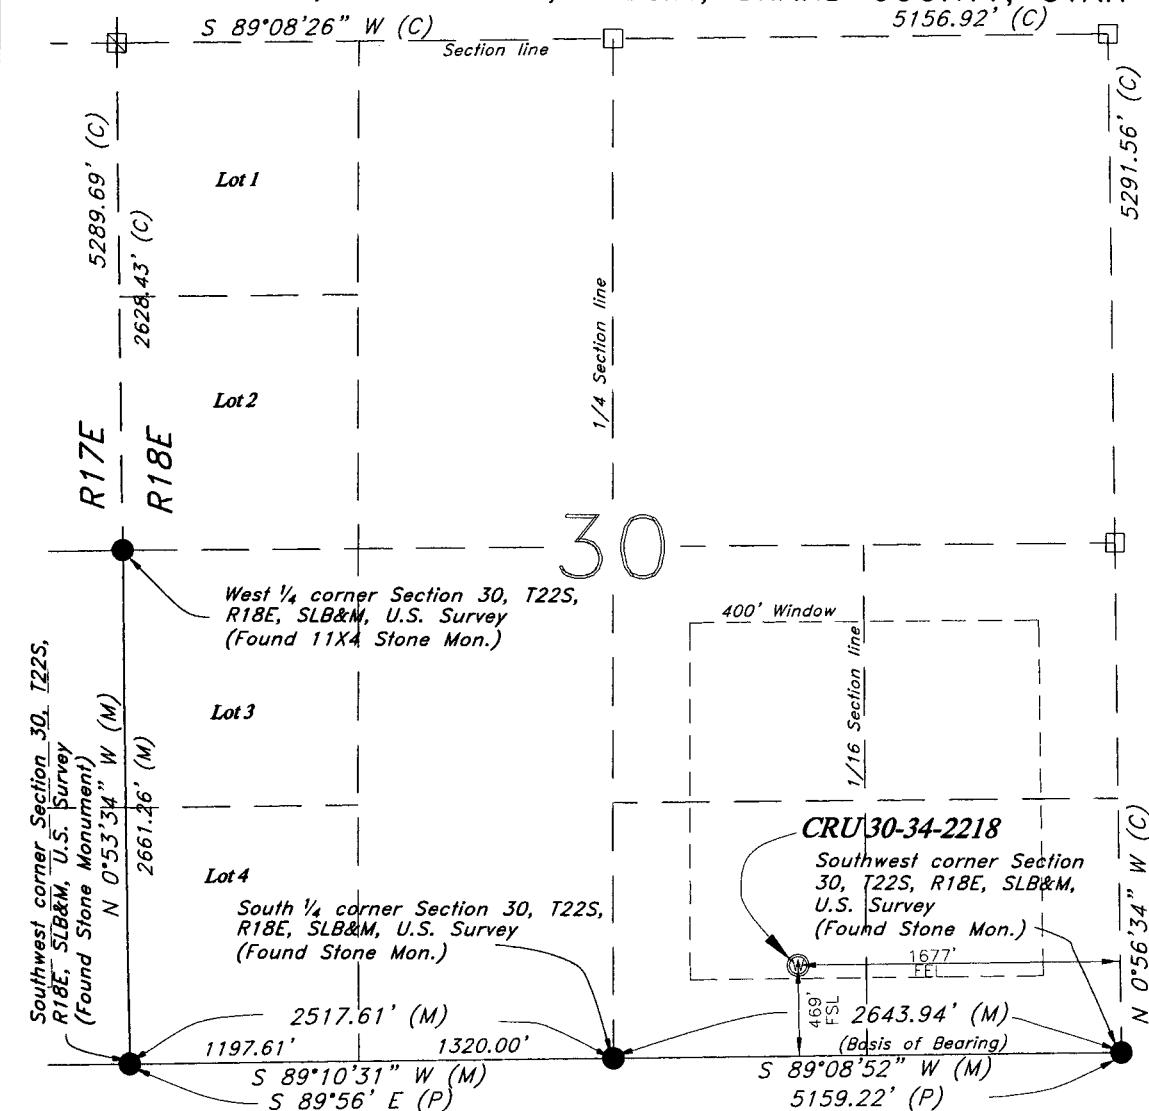 S 89°08'26" W (C)
5156.92' (C)
Section line
5289.69' (C)
2628.43' (C)
5291.56' (C)
Lot 1
1/4 Section line
Lot 2
R17E
R18E
30
West 1/4 corner Section 30, T22S,
R18E, SLB&M, U.S. Survey
(Found 11X4 Stone Mon.)
400' Window
1/16 Section line
Southwest corner Section 30, T22S,
R18E, SLB&M, U.S. Survey
(Found Stone Monument)
N 0°53'34" W (M)
2661.26' (M)
Lot 3
Lot 4
CRU 30-34-2218
Southwest corner Section
30, T22S, R18E, SLB&M,
U.S. Survey
(Found Stone Mon.)
N 0°56'34" W (C)
South 1/4 corner Section 30, T22S,
R18E, SLB&M, U.S. Survey
(Found Stone Mon.)
W
1677'
FEL
469'
FSL
2517.61' (M)
2643.94' (M)
1197.61'
1320.00'
(Basis of Bearing)
S 89°10'31" W (M)
S 89°08'52" W (M)
S 89°56' E (P)
5159.22' (P)